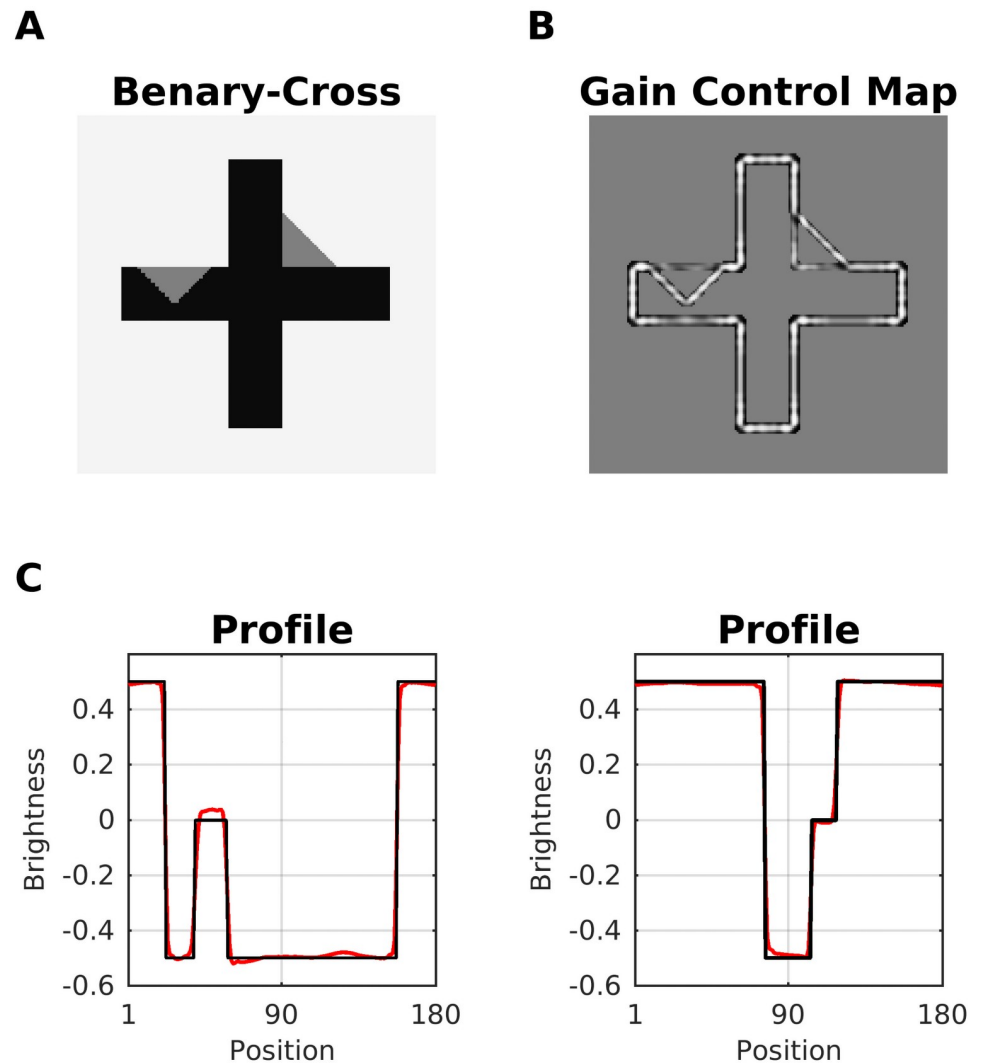 A
B
Benary-Cross
Gain Control Map
C
Profile
0.4
0.2
0
-0.2
-0.4
-0.6
1
90
180
Brightness
Position
Profile
0.4
0.2
0
-0.2
-0.4
-0.6
1
90
180
Brightness
Position